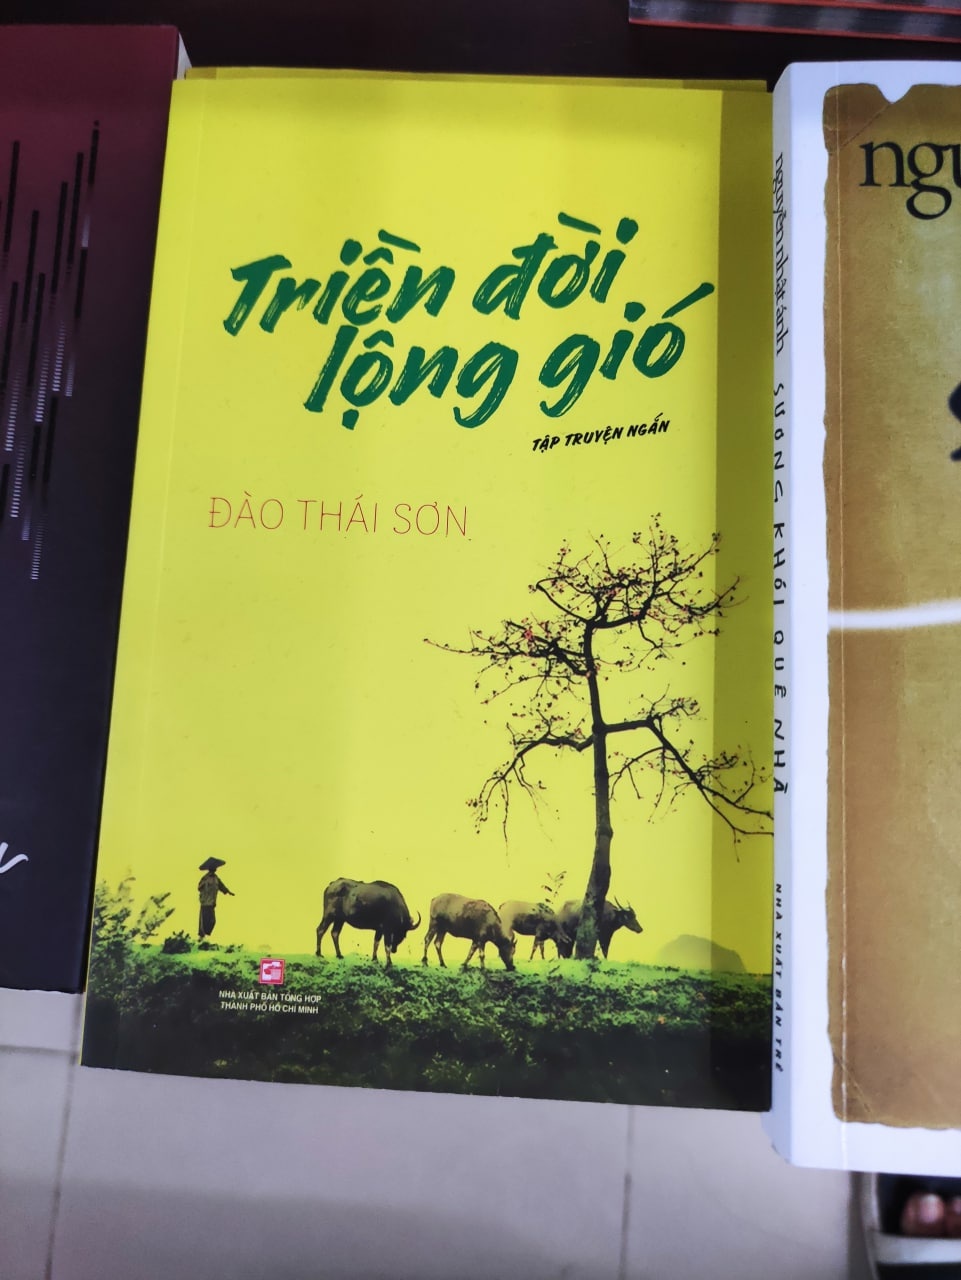 Triền đời
lộng gió
TẬP TRUYỆN NGẮN
ĐÀO THÁI SƠN
NHÀ XUẤT BẢN TỔNG HỢP
THÀNH PHỐ HỒ CHÍ MINH
nguyễn nhật ánh SƯƠNG KHÓI QUÊ NHÀ NHÀ XUẤT BẢN TRẺ